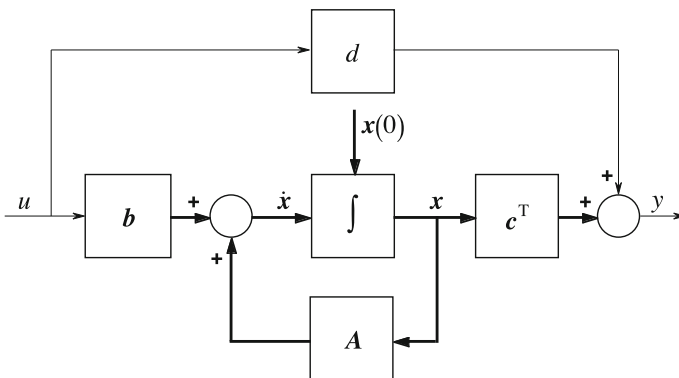 d
x(0)
u
b
+
+
ẋ
∫
x
cᵀ
+
+
y
A